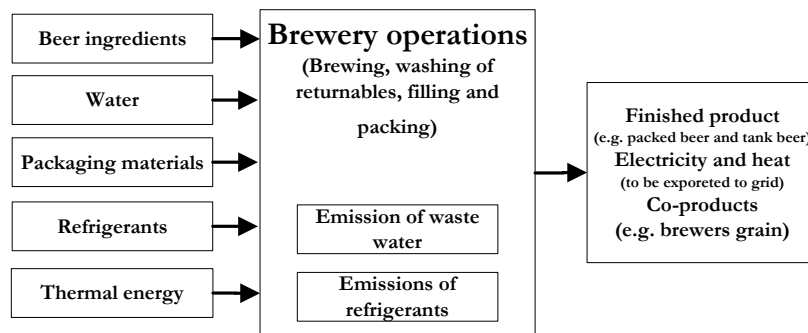 Beer ingredients
Water
Packaging materials
Refrigerants
Thermal energy
Brewery operations
(Brewing, washing of
returnables, filling and
packing)
Emission of waste
water
Emissions of
refrigerants
Finished product
(e.g. packed beer and tank beer)
Electricity and heat
(to be exporeted to grid)
Co-products
(e.g. brewers grain)